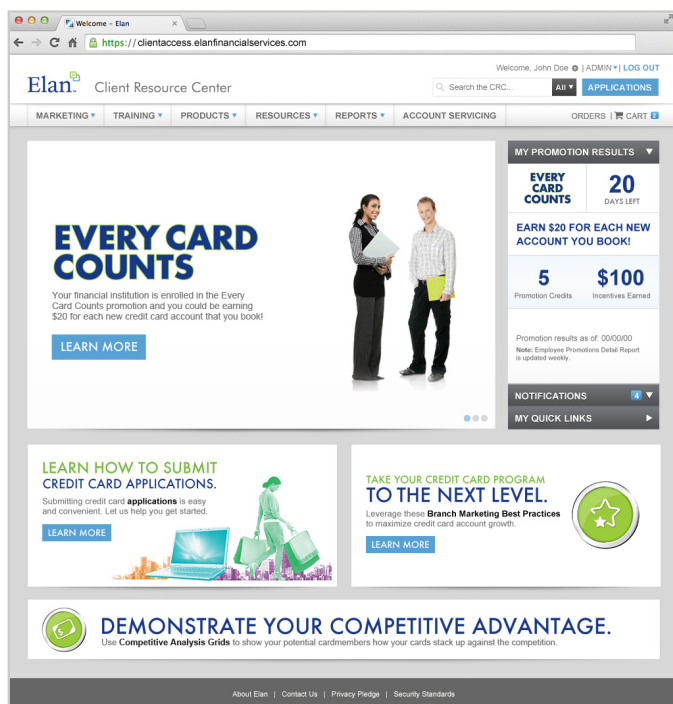 Welcome – Elan
https://clientaccess.elanfinancialservices.com
Welcome, John Doe | ADMIN | LOG OUT
Elan Client Resource Center
Search the CRC... All APPLICATIONS
MARKETING TRAINING PRODUCTS RESOURCES REPORTS ACCOUNT SERVICING ORDERS | CART 2
EVERY CARD
COUNTS
Your financial institution is enrolled in the Every
Card Counts promotion and you could be earning
$20 for each new credit card account that you book!
LEARN MORE
MY PROMOTION RESULTS
EVERY
CARD
COUNTS
20
DAYS LEFT
EARN $20 FOR EACH NEW
ACCOUNT YOU BOOK!
5
Promotion Credits
$100
Incentives Earned
Promotion results as of: 00/00/00
Note: Employee Promotions Detail Report
is updated weekly.
NOTIFICATIONS 4
MY QUICK LINKS
LEARN HOW TO SUBMIT
CREDIT CARD APPLICATIONS.
Submitting credit card applications is easy
and convenient. Let us help you get started.
LEARN MORE
TAKE YOUR CREDIT CARD PROGRAM
TO THE NEXT LEVEL.
Leverage these Branch Marketing Best Practices
to maximize credit card account growth.
LEARN MORE
DEMONSTRATE YOUR COMPETITIVE ADVANTAGE.
Use Competitive Analysis Grids to show your potential cardmembers how your cards stack up against the competition.
About Elan | Contact Us | Privacy Pledge | Security Standards